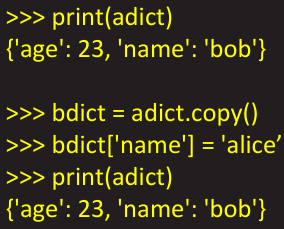 >>> print(adict)
{'age': 23, 'name': 'bob'}
>>> bdict = adict.copy()
>>> bdict['name'] = 'alice’
>>> print(adict)
{'age': 23, 'name': 'bob'}